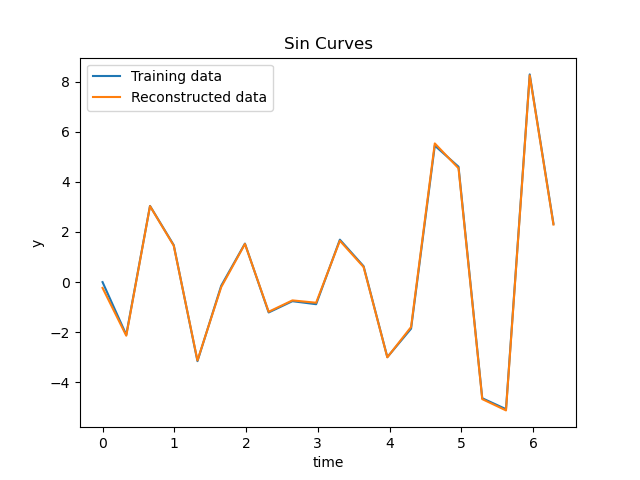 Sin Curves
Training data
Reconstructed data
8
6
4
2
0
−2
−4
y
0 1 2 3 4 5 6
time